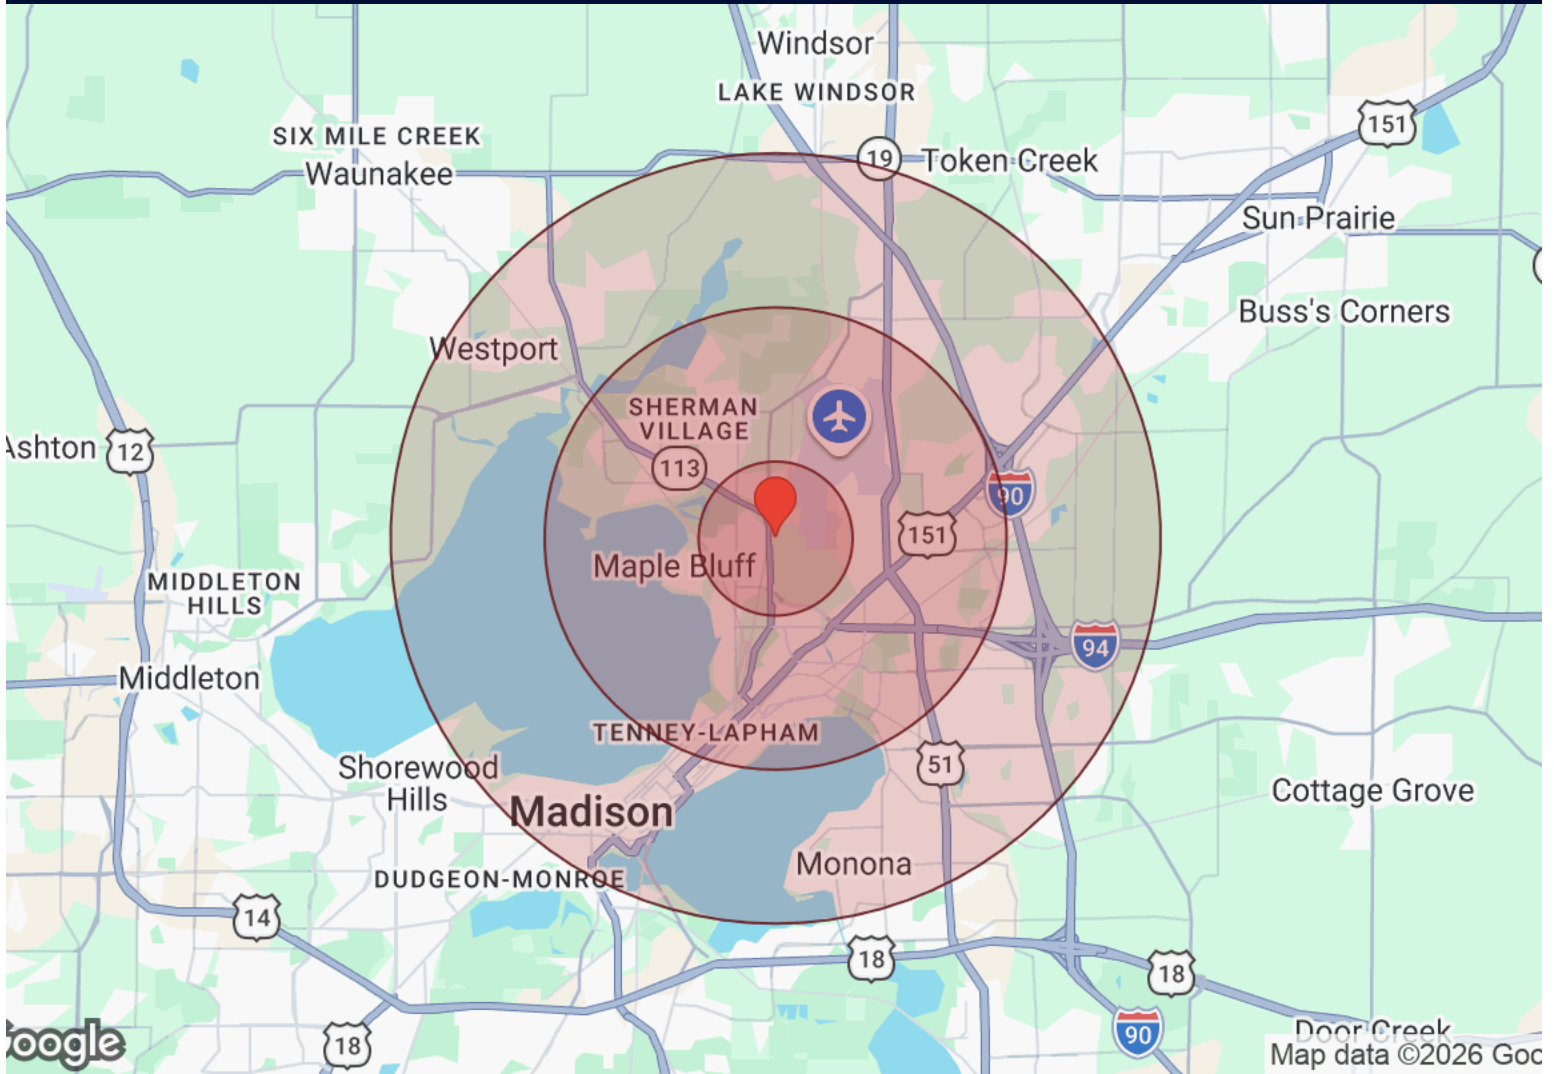 Windsor
LAKE WINDSOR
151
SIX MILE CREEK
Waunakee
19
Token Creek
Sun Prairie
Buss's Corners
Westport
SHERMAN
VILLAGE
Ashton
12
113
90
151
Maple Bluff
MIDDLETON
HILLS
94
Middleton
TENNEY-LAPHAM
51
Shorewood
Hills
Cottage Grove
Madison
Monona
DUDGEON-MONROE
14
18
18
90
Door Creek
18
Google
Map data ©2026 Goo